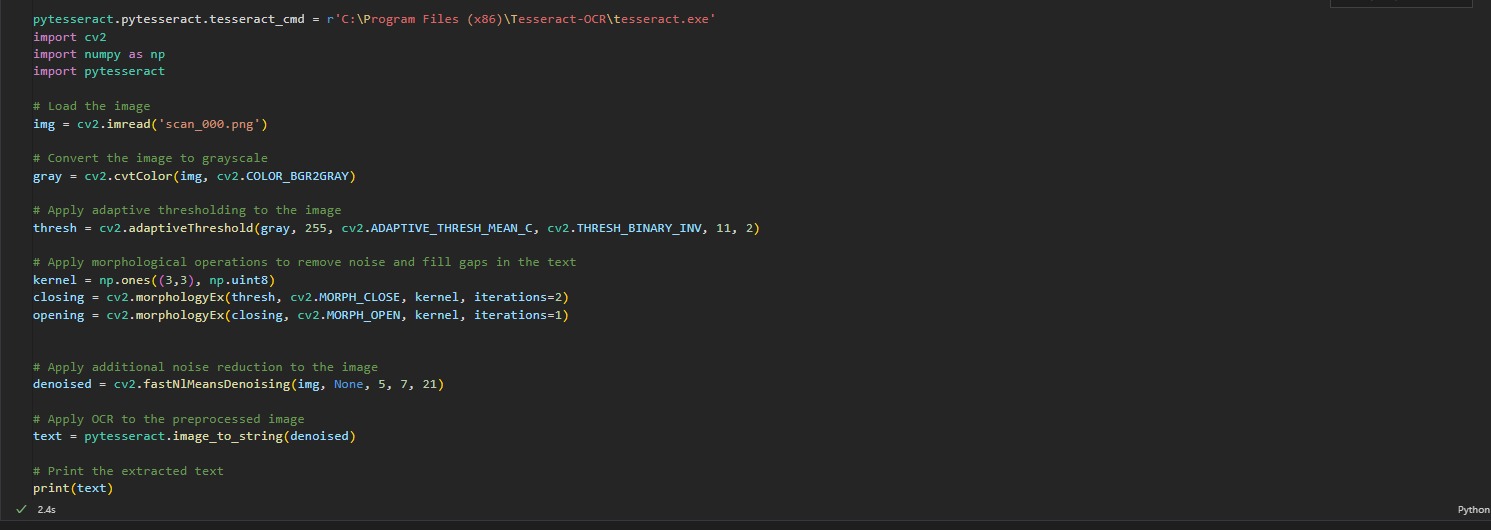 pytesseract.pytesseract.tesseract_cmd = r'C:\Program Files (x86)\Tesseract-OCR\tesseract.exe'
import cv2
import numpy as np
import pytesseract
# Load the image
img = cv2.imread('scan_000.png')
# Convert the image to grayscale
gray = cv2.cvtColor(img, cv2.COLOR_BGR2GRAY)
# Apply adaptive thresholding to the image
thresh = cv2.adaptiveThreshold(gray, 255, cv2.ADAPTIVE_THRESH_MEAN_C, cv2.THRESH_BINARY_INV, 11, 2)
# Apply morphological operations to remove noise and fill gaps in the text
kernel = np.ones((3,3), np.uint8)
closing = cv2.morphologyEx(thresh, cv2.MORPH_CLOSE, kernel, iterations=2)
opening = cv2.morphologyEx(closing, cv2.MORPH_OPEN, kernel, iterations=1)
# Apply additional noise reduction to the image
denoised = cv2.fastNlMeansDenoising(img, None, 5, 7, 21)
# Apply OCR to the preprocessed image
text = pytesseract.image_to_string(denoised)
# Print the extracted text
print(text)
2.4s
Python